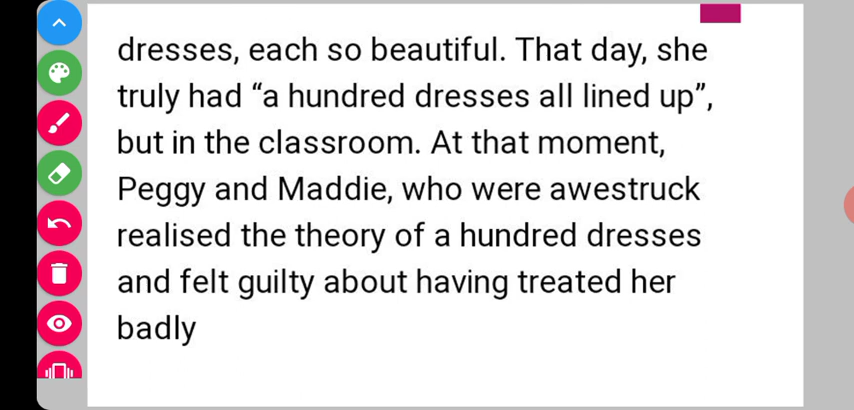 dresses, each so beautiful. That day, she
truly had “a hundred dresses all lined up”,
but in the classroom. At that moment,
Peggy and Maddie, who were awestruck
realised the theory of a hundred dresses
and felt guilty about having treated her
badly